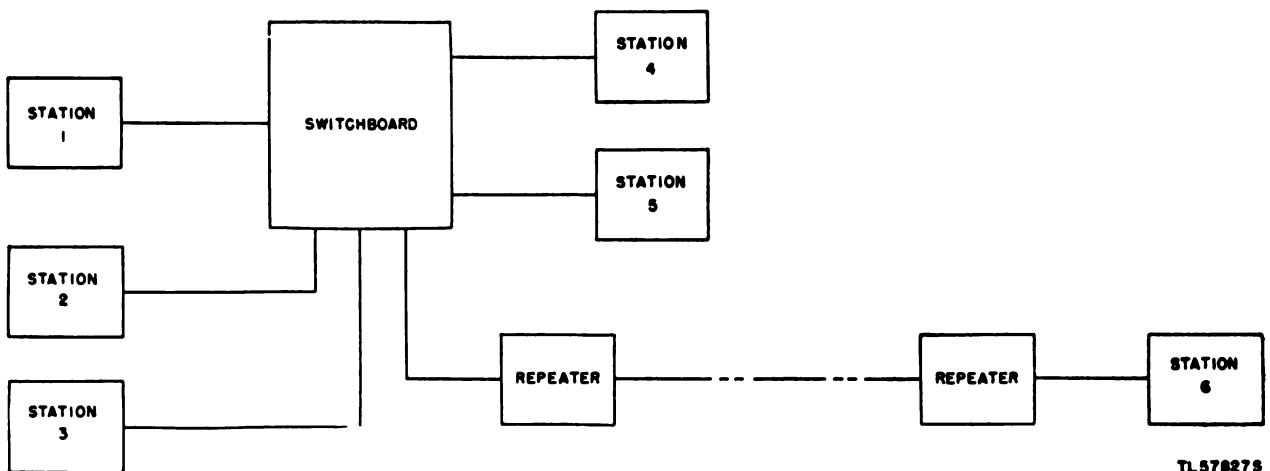 STATION
1
STATION
2
STATION
3
SWITCHBOARD
STATION
4
STATION
5
REPEATER
REPEATER
STATION
6
TL57827S